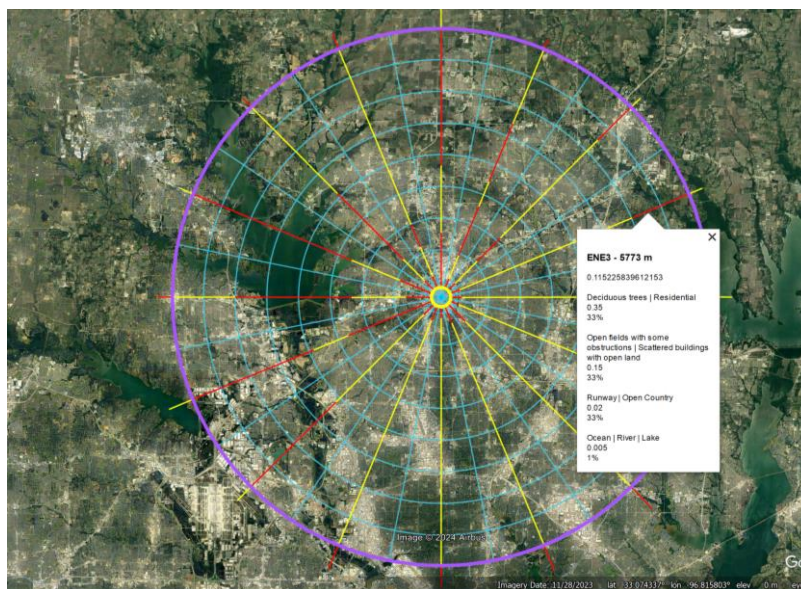 ENE3 - 5773 m
0.115225839612153
Deciduous trees | Residential
0.35
33%
Open fields with some
obstructions | Scattered buildings
with open land
0.15
33%
Runway | Open Country
0.02
33%
Ocean | River | Lake
0.005
1%
Image © 2024 Airbus
Go
Imagery Date: 11/28/2023 lat 33.074337° lon -96.815803° elev 0 m eye